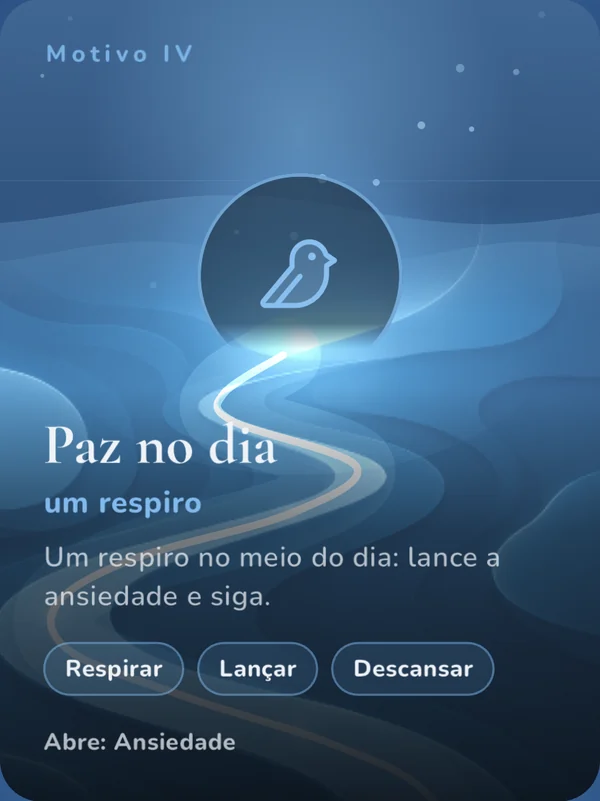 Motivo IV
Paz no dia
um respiro
Um respiro no meio do dia: lance a
ansiedade e siga.
Respirar
Lançar
Descansar
Abre: Ansiedade